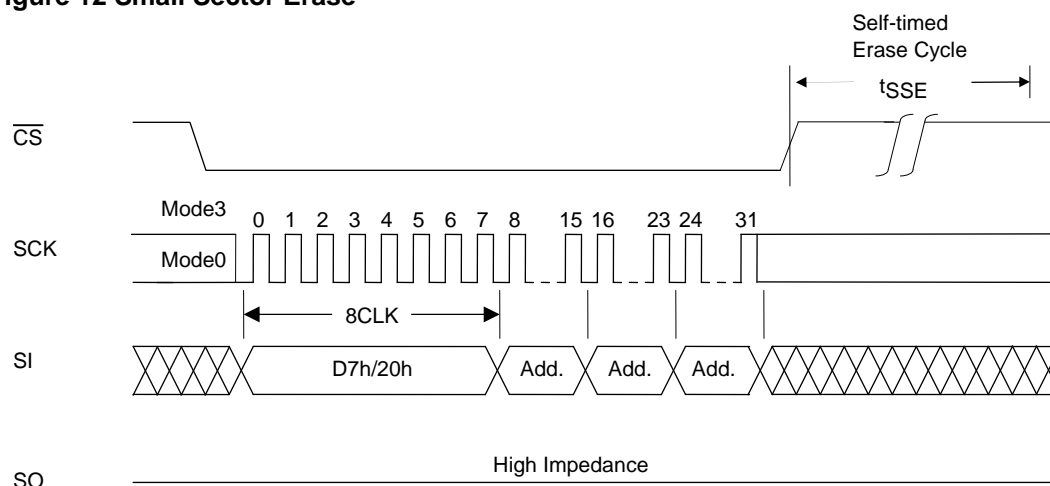 Figure 12 Small Sector Erase
Self-timed
Erase Cycle
tSSE
CS
Mode3
0 1 2 3 4 5 6 7 8 15 16 23 24 31
SCK
Mode0
8CLK
SI
D7h/20h Add. Add. Add.
High Impedance
SO